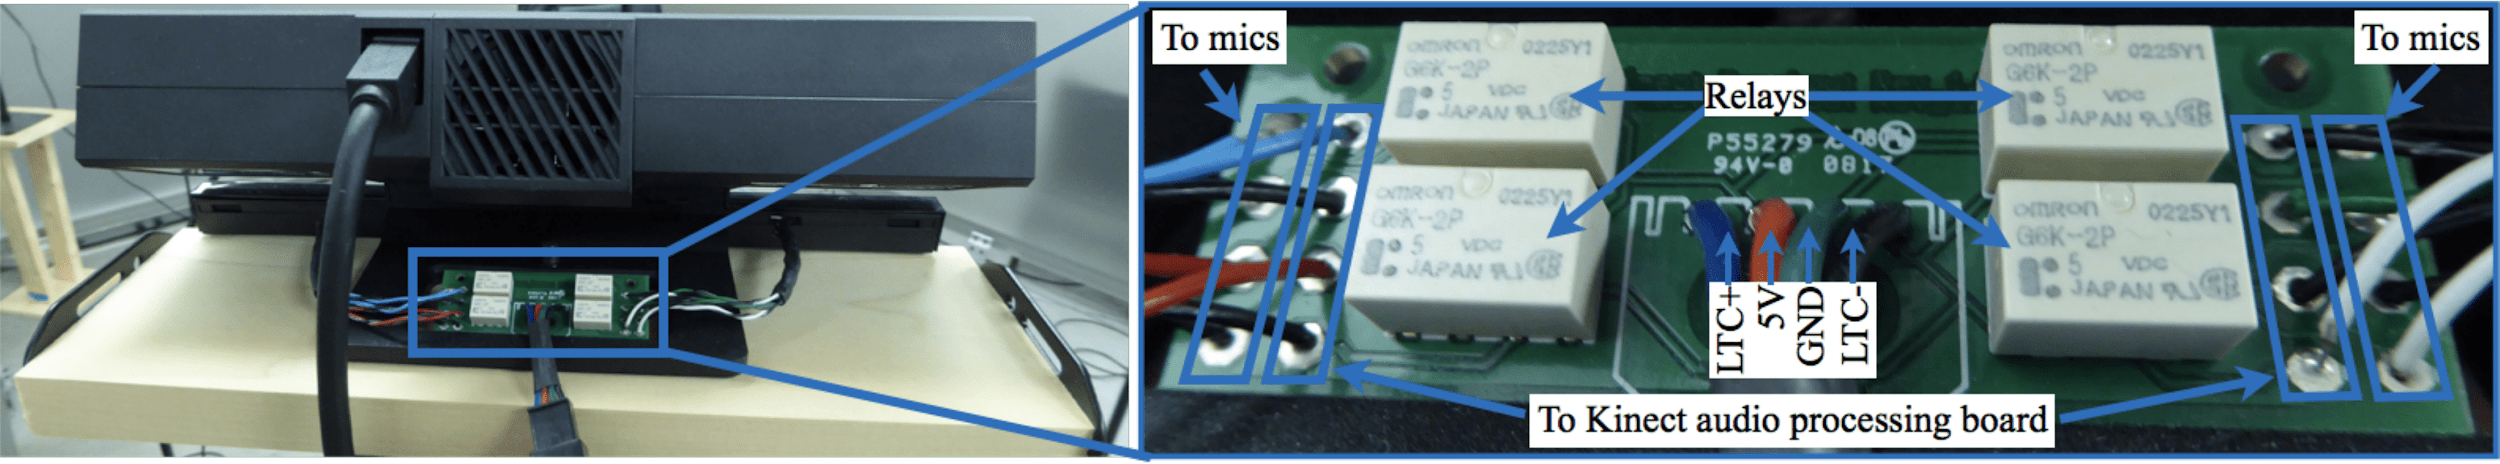 To mics
To mics
Relays
omron 0225Y1
G6K-2P
5 VDC
JAPAN
omron 0225Y1
G6K-2P
5 VDC
JAPAN
P55279
94V-0 0817
omron 0225Y1
G6K-2P
5 VDC
JAPAN
omron 0225Y1
G6K-2P
5 VDC
JAPAN
LTC+
5V
GND
LTC-
To Kinect audio processing board